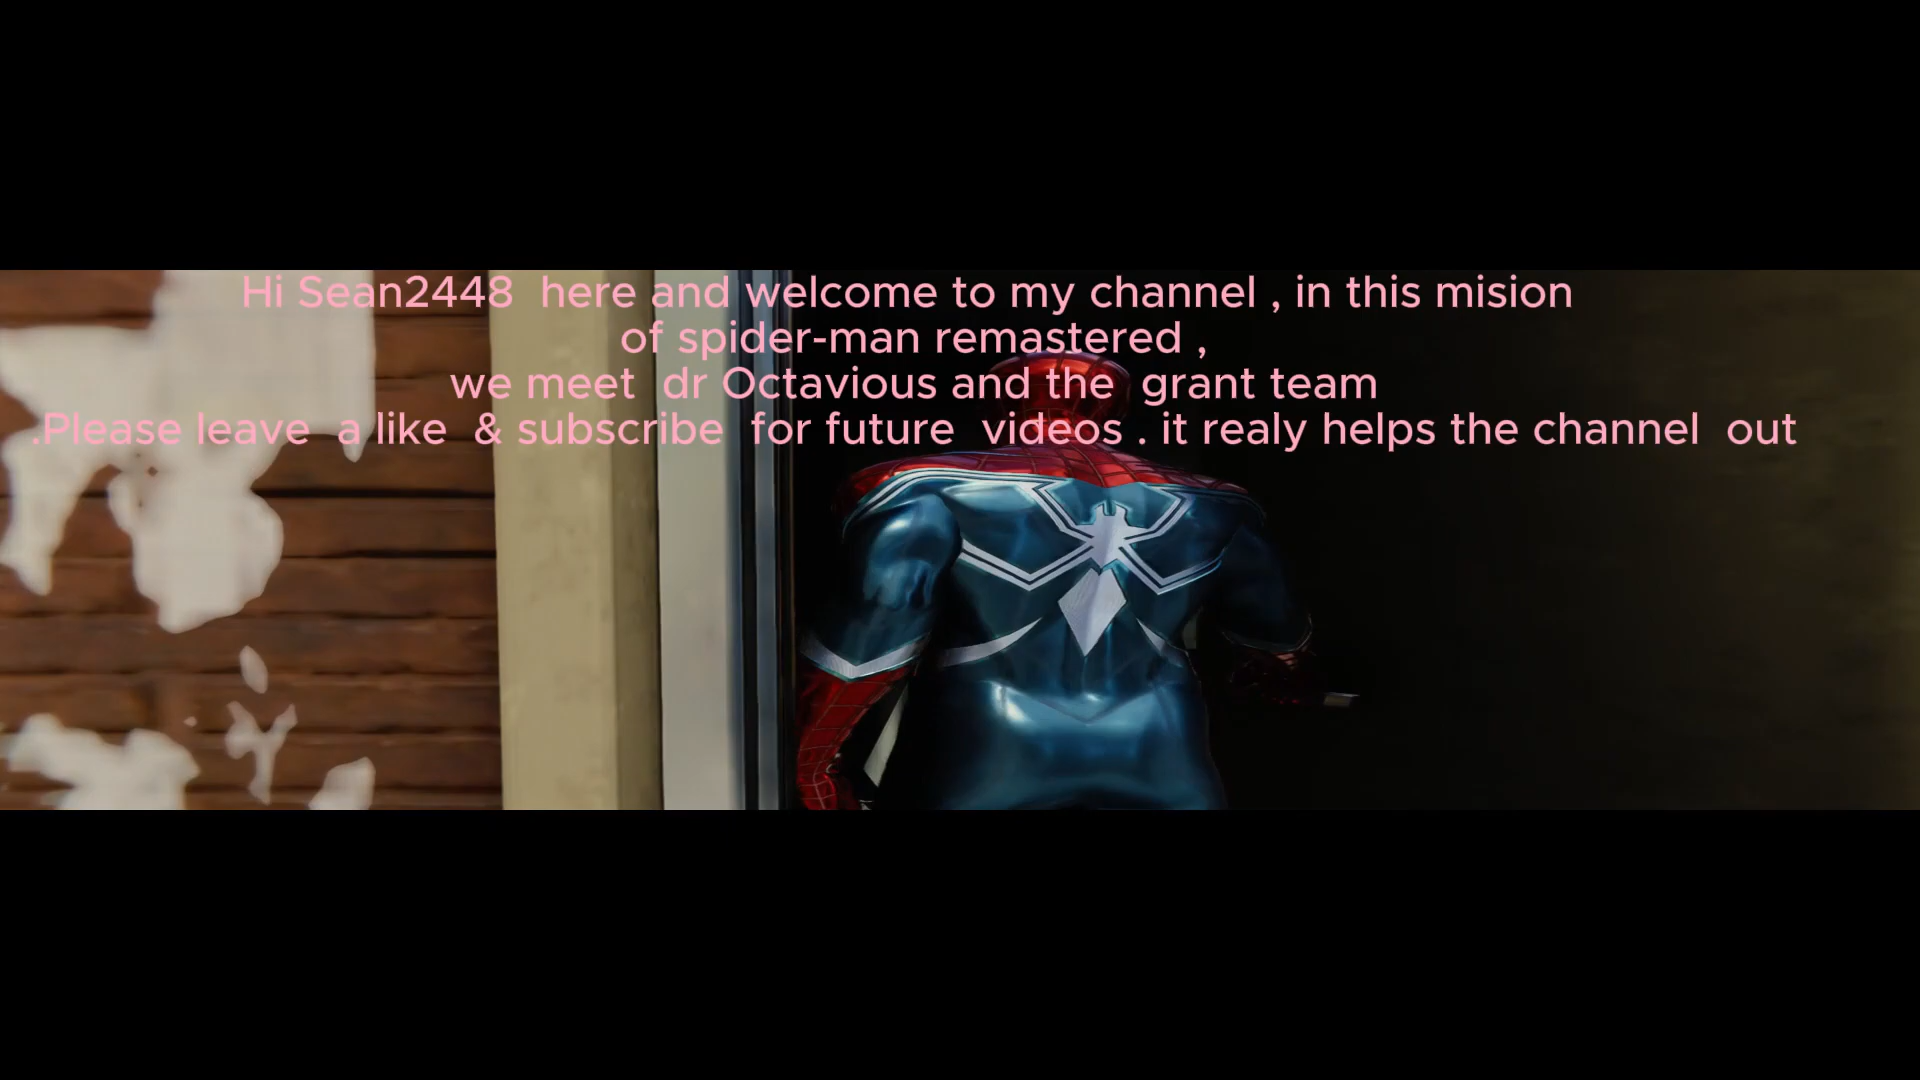 Hi Sean2448 here and welcome to my channel , in this mision
of spider-man remastered ,
we meet dr Octavious and the grant team
.Please leave a like & subscribe for future videos . it realy helps the channel out